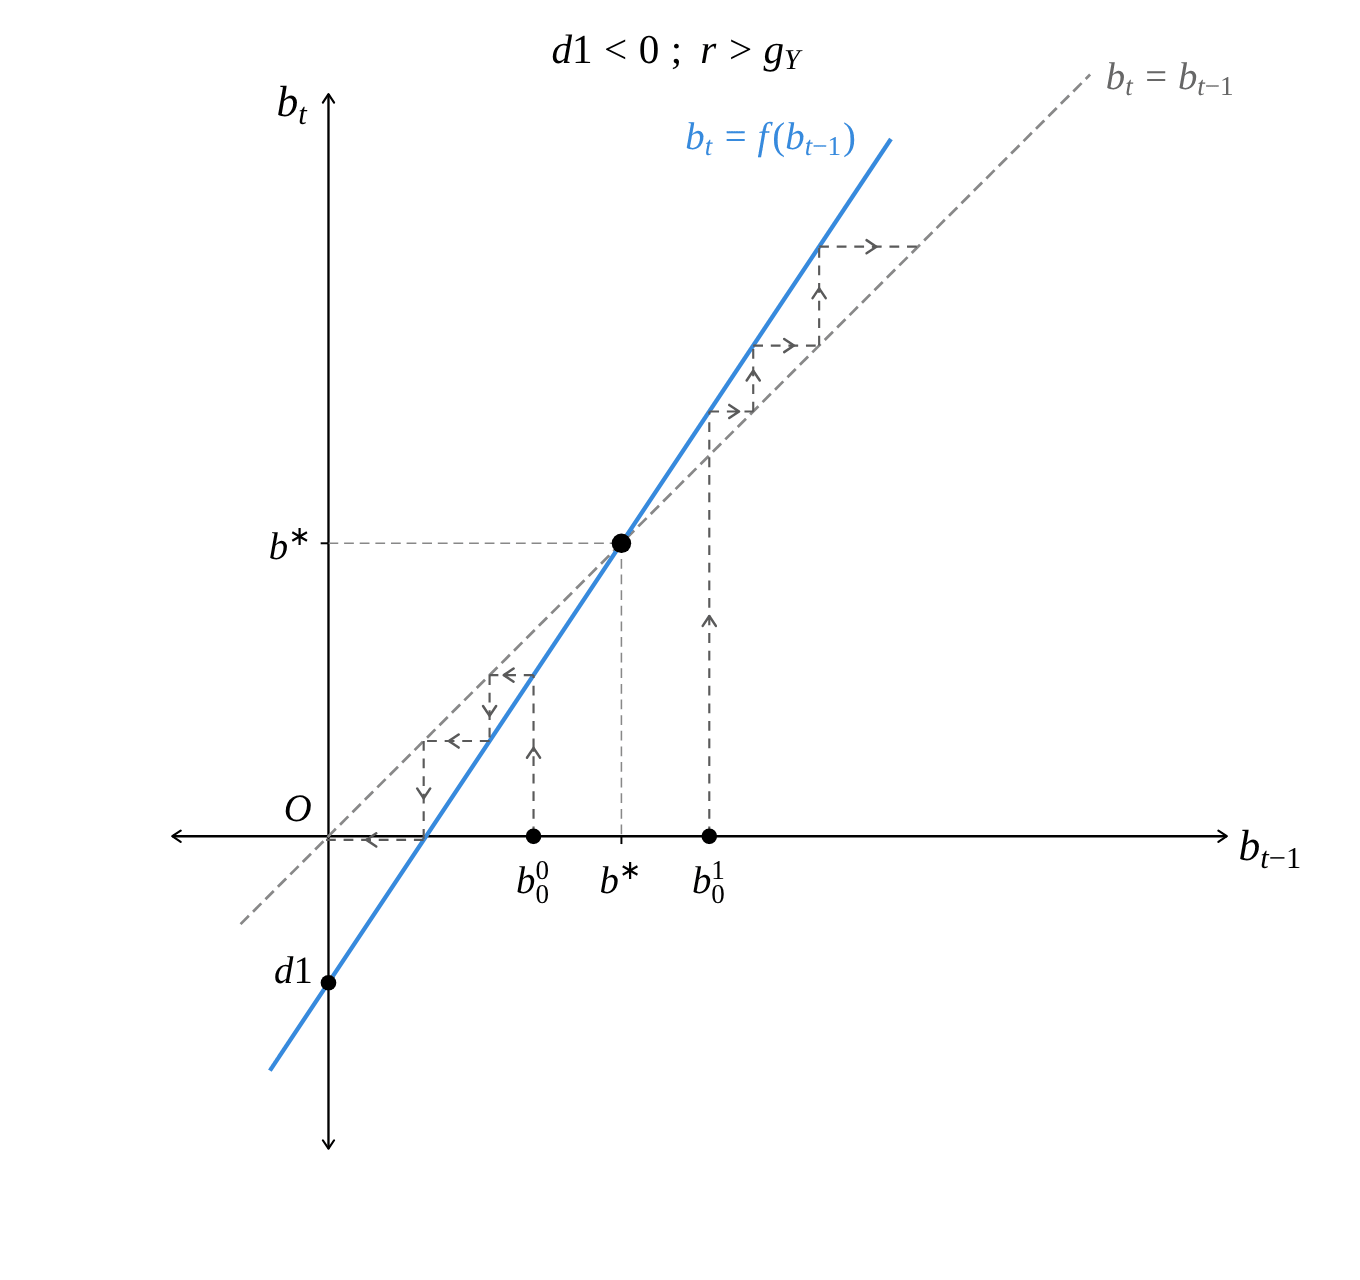 d1 < 0 ; r > g_Y
b_t = b_{t−1}
b_t
b_t = f(b_{t−1})
b*
O
b_{t−1}
b_0^0 b* b_0^1
d1